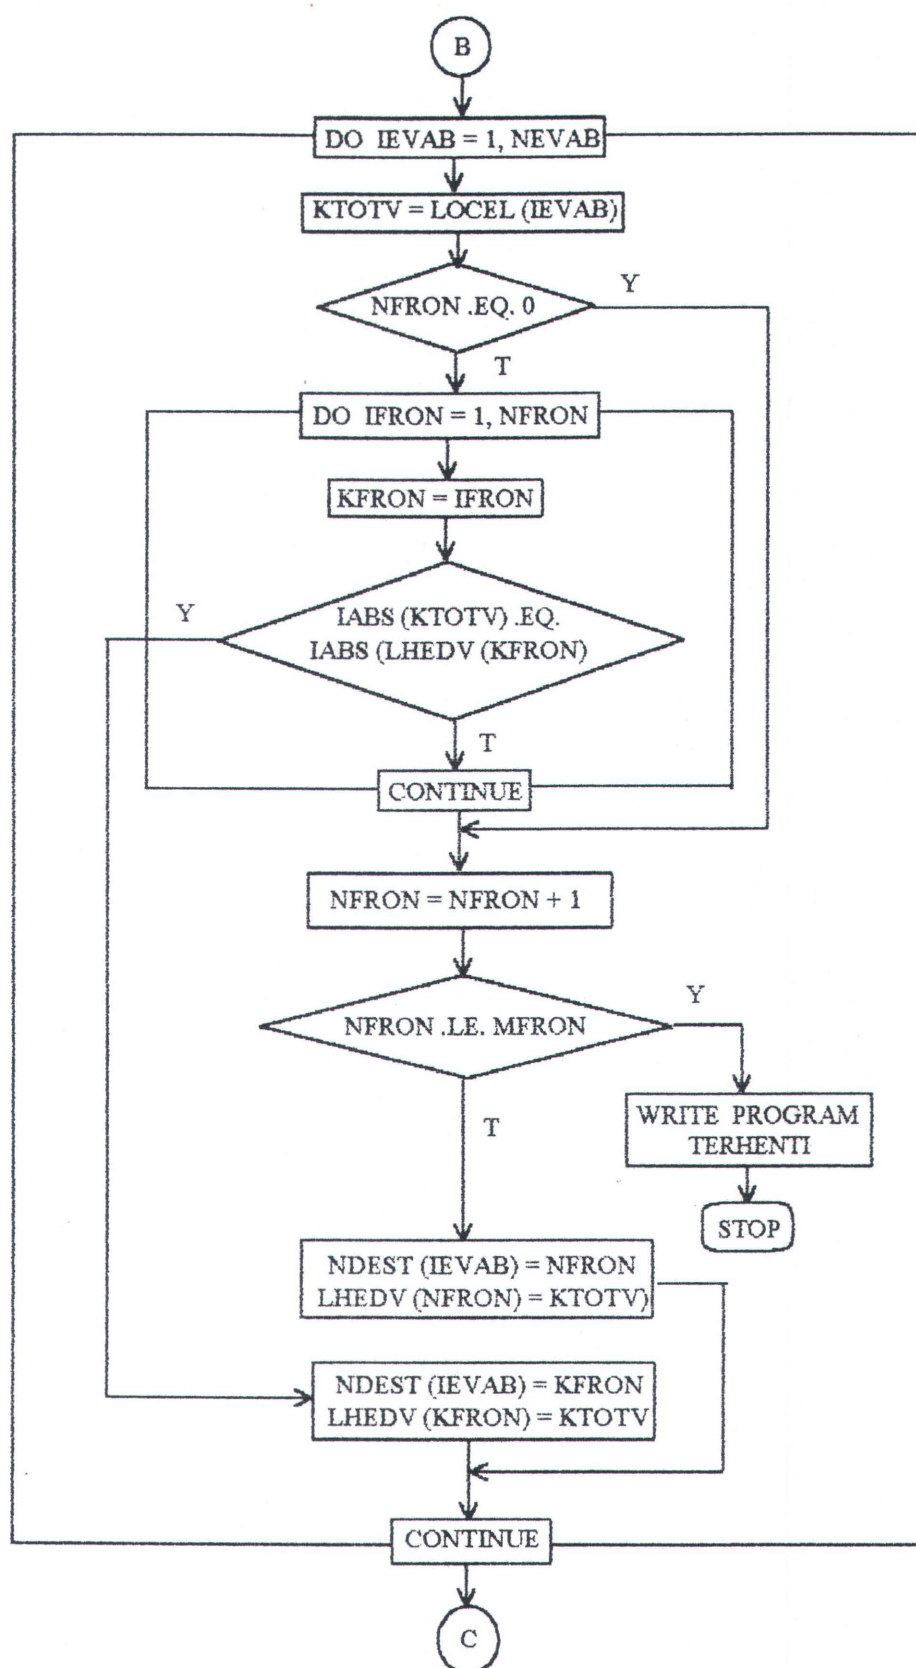 B
DO IEVAB = 1, NEVAB
KTOTV = LOCEL (IEVAB)
NFRON .EQ. 0
Y
T
DO IFRON = 1, NFRON
KFRON = IFRON
Y
IABS (KTOTV) .EQ.
IABS (LHEDV (KFRON)
T
CONTINUE
NFRON = NFRON + 1
NFRON .LE. MFRON
Y
T
WRITE PROGRAM
TERHENTI
STOP
NDEST (IEVAB) = NFRON
LHEDV (NFRON) = KTOTV)
NDEST (IEVAB) = KFRON
LHEDV (KFRON) = KTOTV
CONTINUE
C